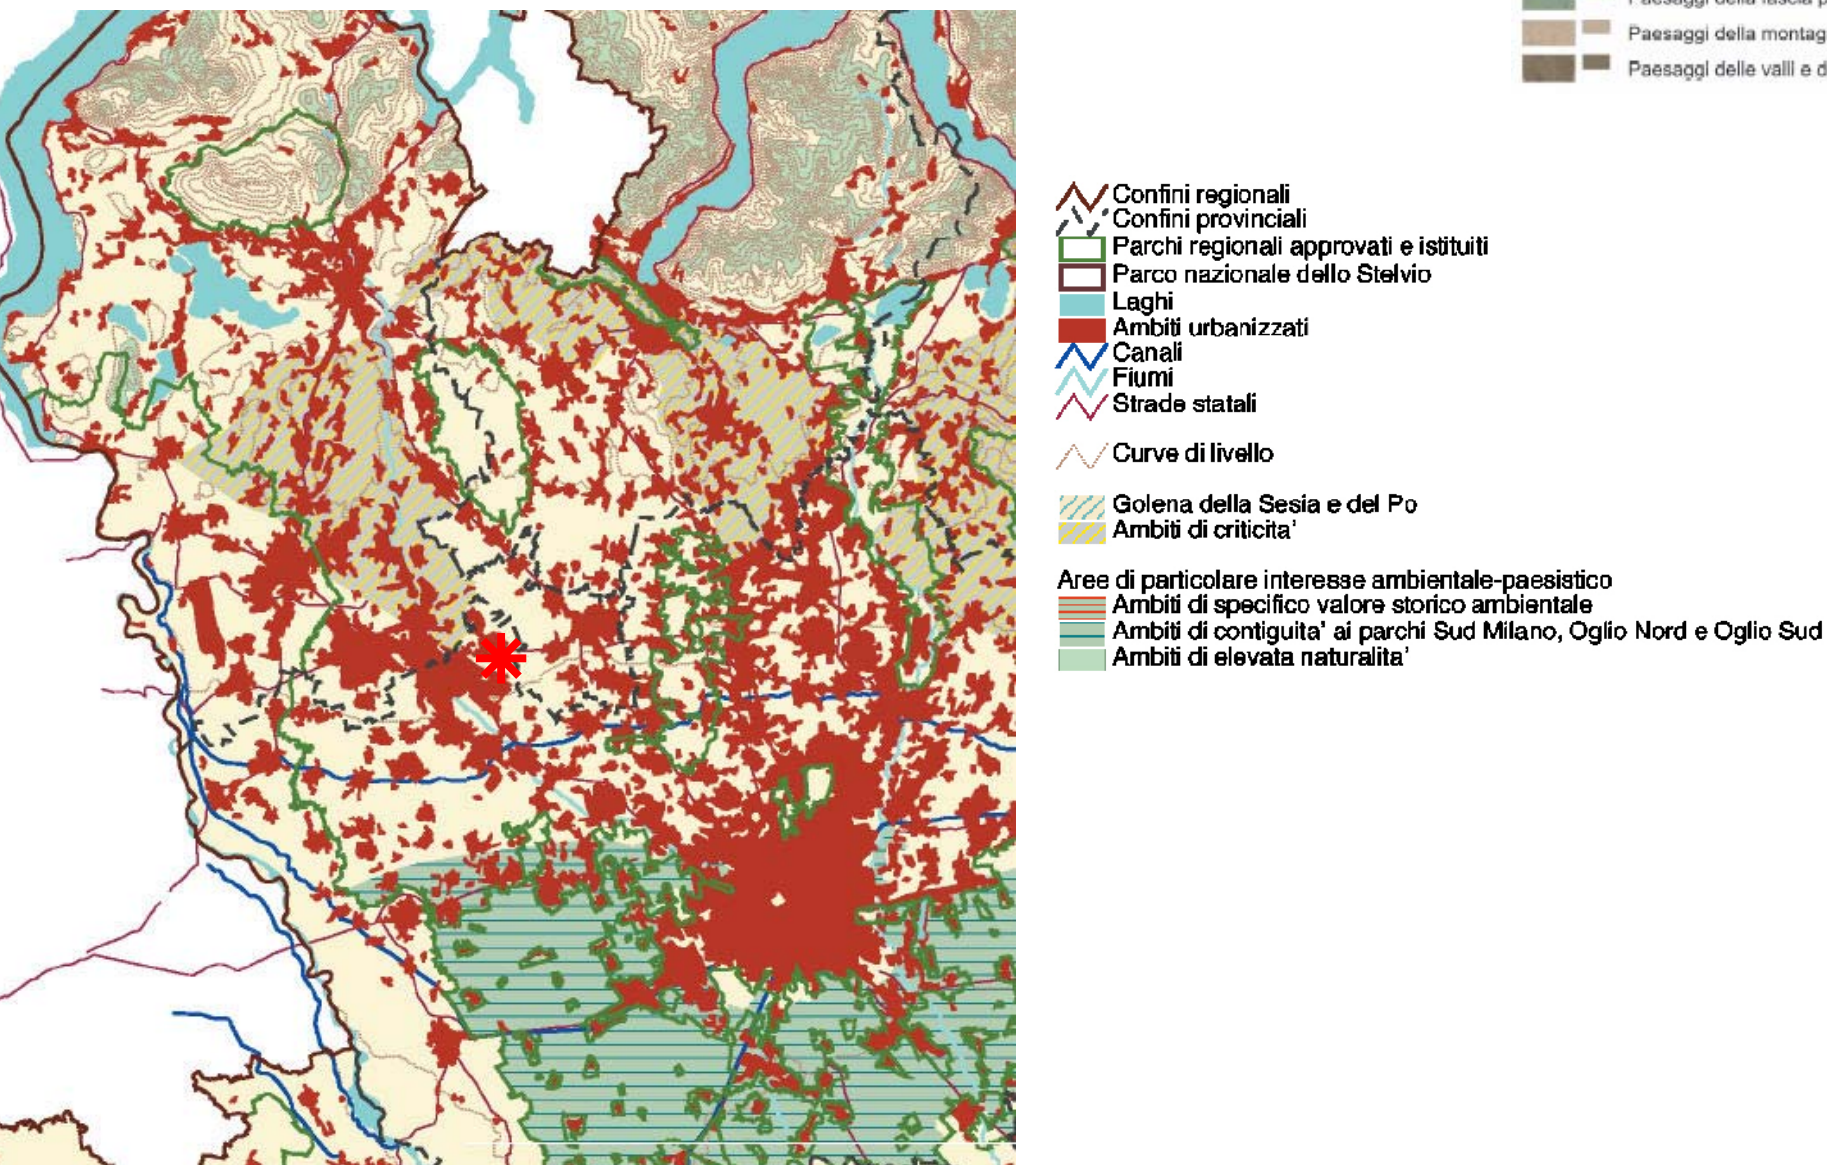 Paesaggi della fascia p
Paesaggi della montag
Paesaggi delle valli e d
Confini regionali
Confini provinciali
Parchi regionali approvati e istituiti
Parco nazionale dello Stelvio
Laghi
Ambiti urbanizzati
Canali
Fiumi
Strade statali
Curve di livello
Golena della Sesia e del Po
Ambiti di criticita'
Aree di particolare interesse ambientale-paesistico
Ambiti di specifico valore storico ambientale
Ambiti di contiguita' ai parchi Sud Milano, Oglio Nord e Oglio Sud
Ambiti di elevata naturalita'